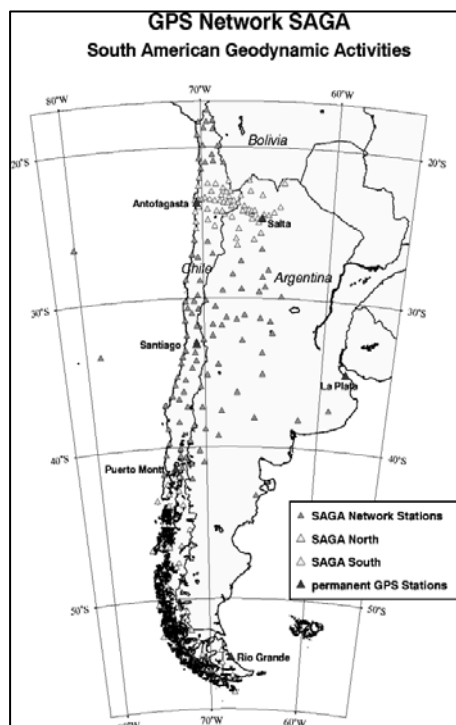 GPS Network SAGA
South American Geodynamic Activities
80°W
70°W
60°W
Bolivia
20°S
20°S
Antofagasta
Salta
Chile
Argentina
30°S
30°S
Santiago
La Plata
40°S
40°S
Puerto Montt
SAGA Network Stations
SAGA North
SAGA South
permanent GPS Stations
50°S
50°S
Rio Grande
80°W
70°W
60°W